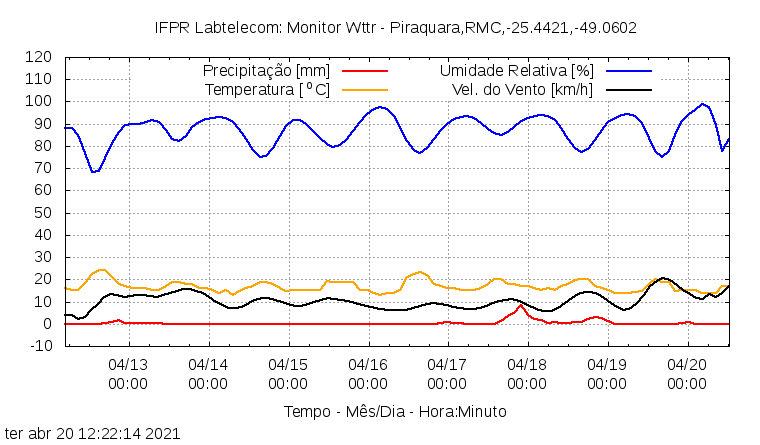 IFPR Labtelecom: Monitor Wttr - Piraquara,RMC,-25.4421,-49.0602
Precipitação [mm]
Temperatura [⁰C]
Umidade Relativa [%]
Vel. do Vento [km/h]
120
110
100
90
80
70
60
50
40
30
20
10
0
-10
04/13 04/14 04/15 04/16 04/17 04/18 04/19 04/20
00:00 00:00 00:00 00:00 00:00 00:00 00:00 00:00
Tempo - Mês/Dia - Hora:Minuto
ter abr 20 12:22:14 2021